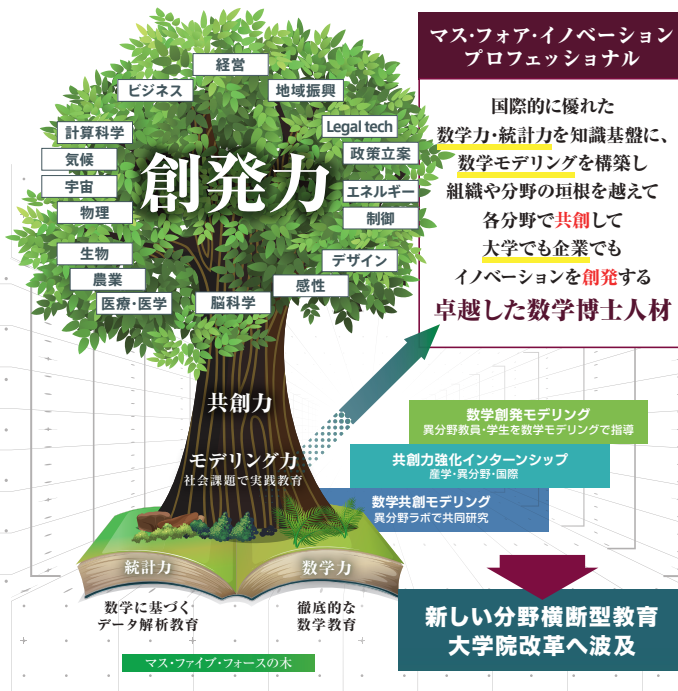 経営
ビジネス
地域振興
計算科学
Legal tech
気候
政策立案
宇宙
エネルギー
物理
制御
創発力
生物
デザイン
農業
感性
医療・医学
脳科学
共創力
モデリング力
社会課題で実践教育
統計力
数学力
数学に基づく
データ解析教育
徹底的な
数学教育
マス・ファイブ・フォースの木
マス・フォア・イノベーション
プロフェッショナル
国際的に優れた
数学力・統計力を知識基盤に、
数学モデリングを構築し
組織や分野の垣根を越えて
各分野で共創して
大学でも企業でも
イノベーションを創発する
卓越した数学博士人材
数学創発モデリング
異分野教員・学生を数学モデリングで指導
共創力強化インターンシップ
産学・異分野・国際
数学共創モデリング
異分野ラボで共同研究
新しい分野横断型教育
大学院改革へ波及